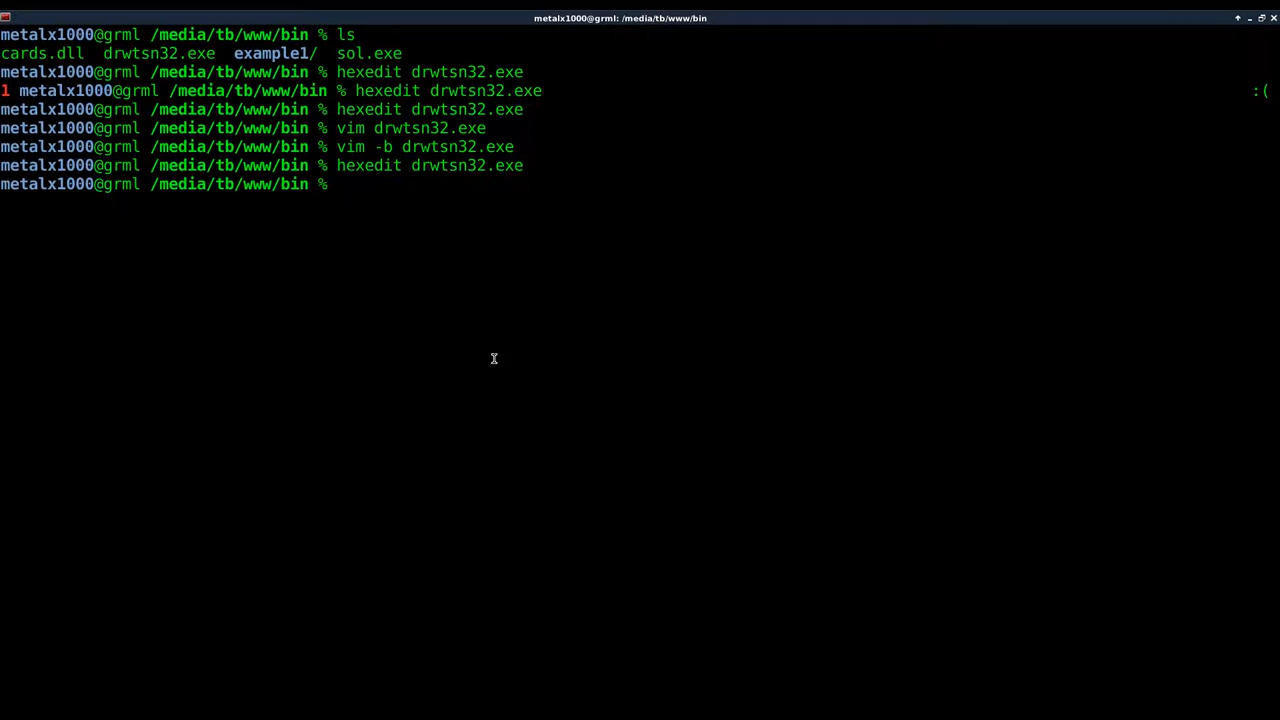 metalx1000@grml: /media/tb/www/bin
metalx1000@grml /media/tb/www/bin % ls
cards.dll  drwtsn32.exe  example1/  sol.exe
metalx1000@grml /media/tb/www/bin % hexedit drwtsn32.exe
1 metalx1000@grml /media/tb/www/bin % hexedit drwtsn32.exe :(
metalx1000@grml /media/tb/www/bin % hexedit drwtsn32.exe
metalx1000@grml /media/tb/www/bin % vim drwtsn32.exe
metalx1000@grml /media/tb/www/bin % vim -b drwtsn32.exe
metalx1000@grml /media/tb/www/bin % hexedit drwtsn32.exe
metalx1000@grml /media/tb/www/bin %